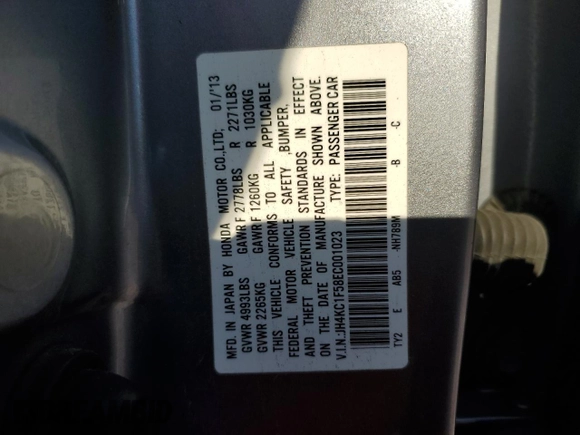 MFD. IN JAPAN BY HONDA MOTOR CO.,LTD; 01/'13
GVWR 4993LBS GAWR F 2778LBS R 2271LBS
GVWR 2265KG GAWR F 1260KG R 1030KG
THIS VEHICLE CONFORMS TO ALL APPLICABLE
FEDERAL MOTOR VEHICLE SAFETY ,BUMPER,
AND THEFT PREVENTION STANDARDS IN EFFECT
ON THE DATE OF MANUFACTURE SHOWN ABOVE.
V.I.N.:JH4KC1F58EC001023 TYPE: PASSENGER CAR
TY2 E AB5 -NH789M -B -C